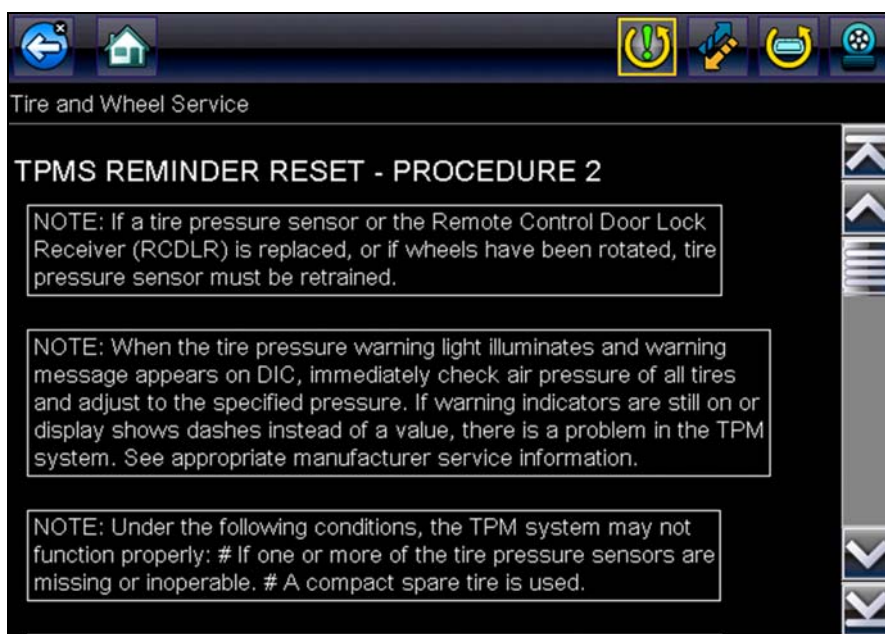 Tire and Wheel Service
TPMS REMINDER RESET - PROCEDURE 2
NOTE: If a tire pressure sensor or the Remote Control Door Lock
Receiver (RCDLR) is replaced, or if wheels have been rotated, tire
pressure sensor must be retrained.
NOTE: When the tire pressure warning light illuminates and warning
message appears on DIC, immediately check air pressure of all tires
and adjust to the specified pressure. If warning indicators are still on or
display shows dashes instead of a value, there is a problem in the TPM
system. See appropriate manufacturer service information.
NOTE: Under the following conditions, the TPM system may not
function properly: # If one or more of the tire pressure sensors are
missing or inoperable. # A compact spare tire is used.